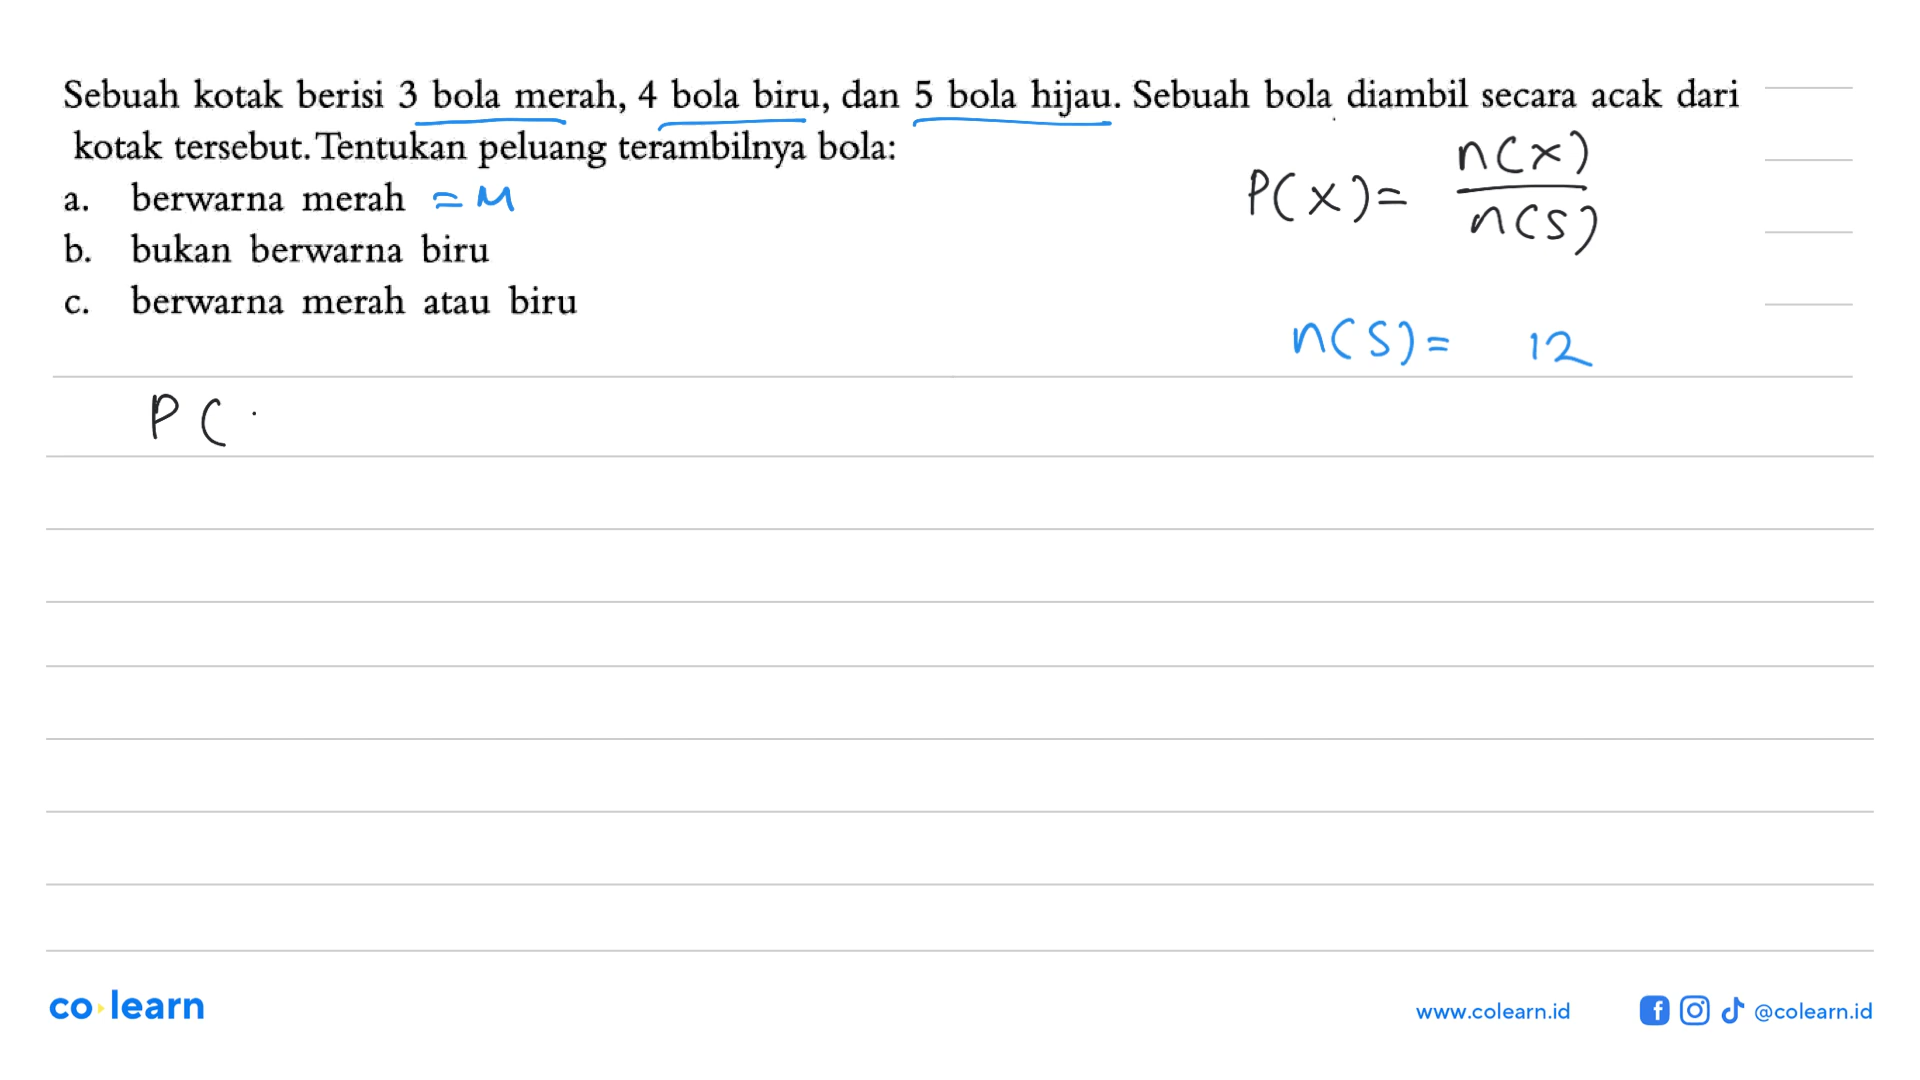 Sebuah kotak berisi 3 bola merah, 4 bola biru, dan 5 bola hijau. Sebuah bola diambil secara acak dari
kotak tersebut. Tentukan peluang terambilnya bola:
a. berwarna merah = M
b. bukan berwarna biru
c. berwarna merah atau biru
P(x) = n(x) / n(S)
n(S) = 12
P(
co learn
www.colearn.id
@colearn.id